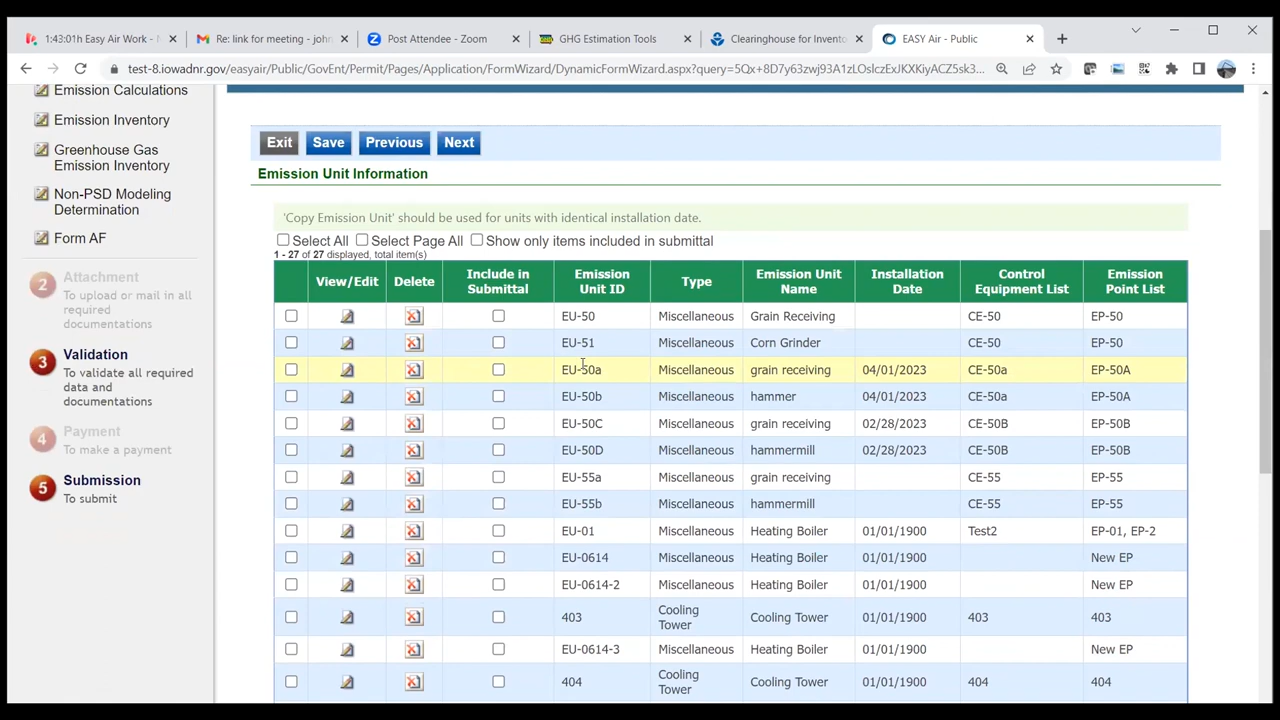 1:43:01h Easy Air Work - N
Re: link for meeting - john
Post Attendee - Zoom
GHG Estimation Tools
Clearinghouse for Invento
EASY Air - Public
test-8.iowadnr.gov/easyair/Public/GovEnt/Permit/Pages/Application/FormWizard/DynamicFormWizard.aspx?query=5Qx+8D7y63zwj93A1zLOslczExJKXKiyACZ5sk3...
Emission Calculations
Emission Inventory
Greenhouse Gas
Emission Inventory
Non-PSD Modeling
Determination
Form AF
2 Attachment
To upload or mail in all
required
documentations
3 Validation
To validate all required
data and
documentations
4 Payment
To make a payment
5 Submission
To submit
Exit Save Previous Next
Emission Unit Information
'Copy Emission Unit' should be used for units with identical installation date.
Select All Select Page All Show only items included in submittal
1 - 27 of 27 displayed, total item(s)
View/Edit Delete Include in Submittal Emission Unit ID Type Emission Unit Name Installation Date Control Equipment List Emission Point List
EU-50 Miscellaneous Grain Receiving CE-50 EP-50
EU-51 Miscellaneous Corn Grinder CE-50 EP-50
EU-50a Miscellaneous grain receiving 04/01/2023 CE-50a EP-50A
EU-50b Miscellaneous hammer 04/01/2023 CE-50a EP-50A
EU-50C Miscellaneous grain receiving 02/28/2023 CE-50B EP-50B
EU-50D Miscellaneous hammermill 02/28/2023 CE-50B EP-50B
EU-55a Miscellaneous grain receiving CE-55 EP-55
EU-55b Miscellaneous hammermill CE-55 EP-55
EU-01 Miscellaneous Heating Boiler 01/01/1900 Test2 EP-01, EP-2
EU-0614 Miscellaneous Heating Boiler 01/01/1900 New EP
EU-0614-2 Miscellaneous Heating Boiler 01/01/1900 New EP
403 Cooling Tower Cooling Tower 01/01/1900 403 403
EU-0614-3 Miscellaneous Heating Boiler 01/01/1900 New EP
404 Cooling Tower Cooling Tower 01/01/1900 404 404